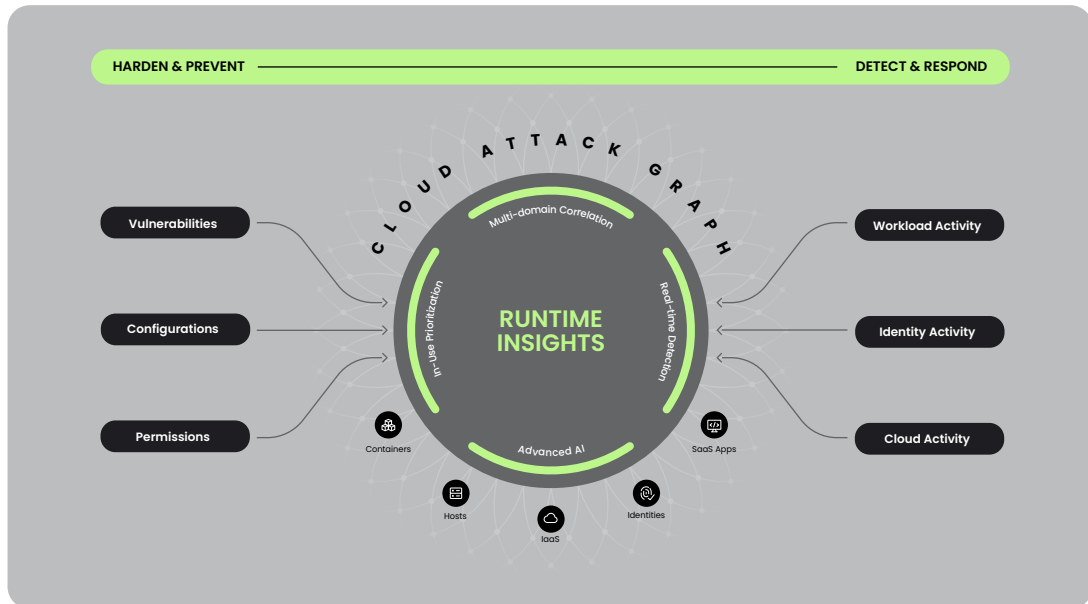 HARDEN & PREVENT
DETECT & RESPOND
CLOUD ATTACK GRAPH
Multi-domain Correlation
Vulnerabilities
Workload Activity
In-Use Prioritization
Real-time Detection
RUNTIME
INSIGHTS
Configurations
Identity Activity
Permissions
Cloud Activity
Advanced AI
Containers
SaaS Apps
Hosts
Identities
IaaS